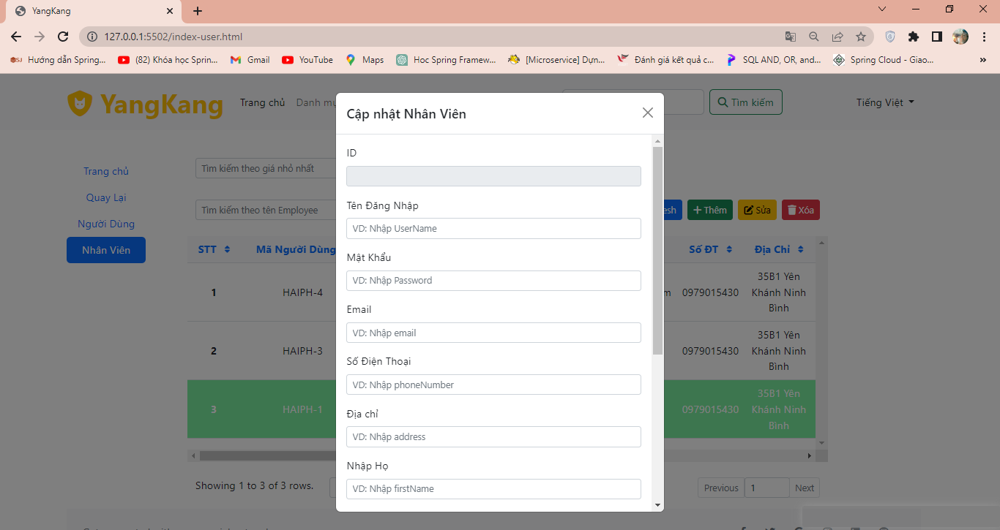 YangKang
127.0.0.1:5502/index-user.html
Hướng dẫn Spring... (82) Khóa học Sprin... Gmail YouTube Maps Hoc Spring Framew... [Microservice] Dựn... Đánh giá kết quả c... SQL AND, OR, and... Spring Cloud - Giao... »
YangKang Trang chủ Danh mụ Tìm kiếm Tiếng Việt
Cập nhật Nhân Viên
ID
Tên Đăng Nhập
VD: Nhập UserName
Mật Khẩu
VD: Nhập Password
Email
VD: Nhập email
Số Điện Thoại
VD: Nhập phoneNumber
Địa chỉ
VD: Nhập address
Nhập Họ
VD: Nhập firstName
Trang chủ
Quay Lại
Người Dùng
Nhân Viên
Tìm kiếm theo giá nhỏ nhất
Tìm kiếm theo tên Employee esh Thêm Sửa Xóa
STT Mã Người Dùng Số ĐT Địa Chỉ
1 HAIPH-4 m 0979015430 35B1 Yên
Khánh Ninh
Bình
2 HAIPH-3 0979015430 35B1 Yên
Khánh Ninh
Bình
3 HAIPH-1 0979015430 35B1 Yên
Khánh Ninh
Bình
Showing 1 to 3 of 3 rows. Previous 1 Next